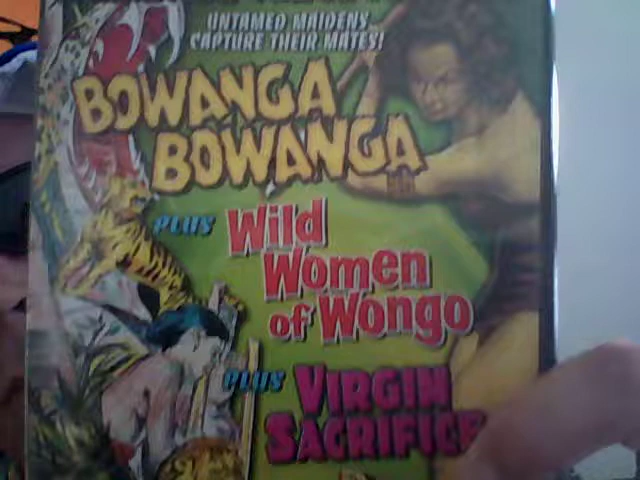 UNTAMED MAIDENS
CAPTURE THEIR MATES!
BOWANGA
BOWANGA
PLUS Wild
Women
of Wongo
PLUS VIRGIN
SACRIFICE